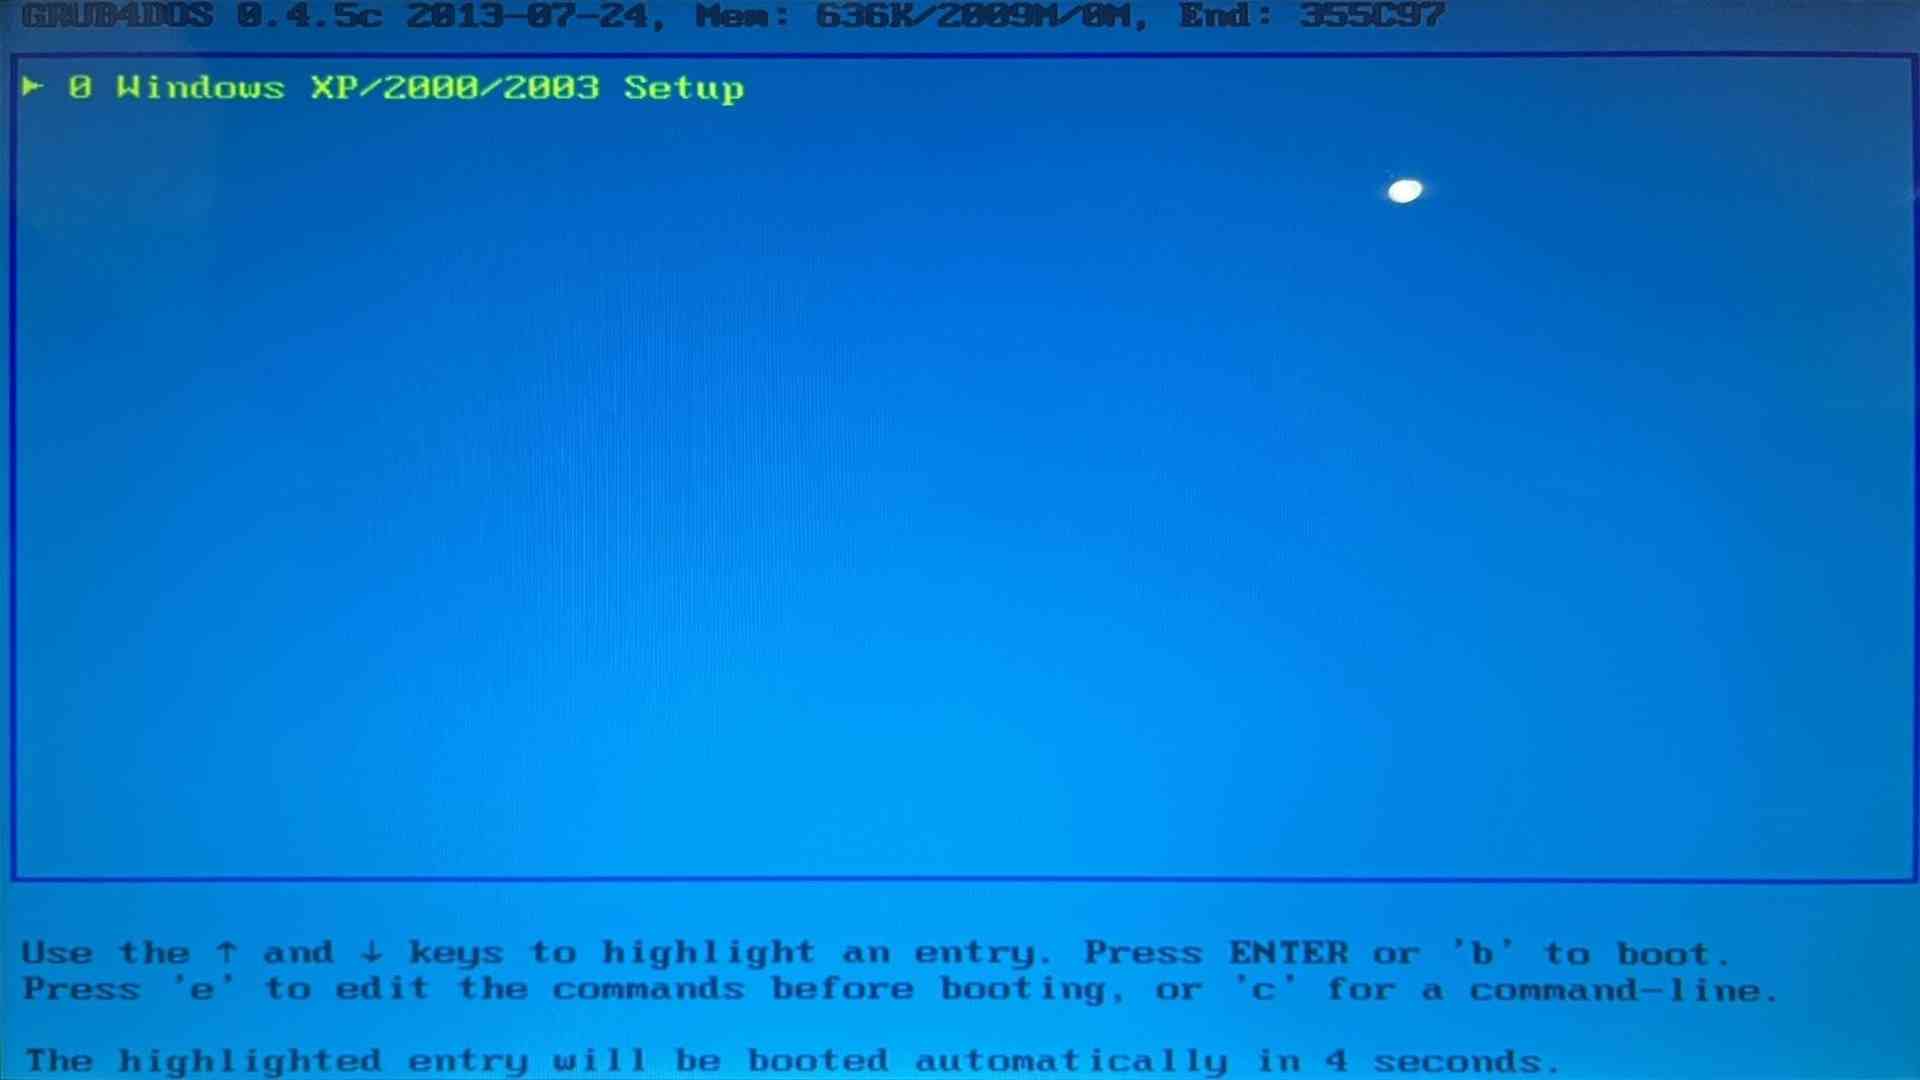 GRUB4DOS 0.4.5c 2013-07-24, Mem: 636K/2009M/0M, End: 355C97
0 Windows XP/2000/2003 Setup
Use the ↑ and ↓ keys to highlight an entry. Press ENTER or 'b' to boot.
Press 'e' to edit the commands before booting, or 'c' for a command-line.
The highlighted entry will be booted automatically in 4 seconds.